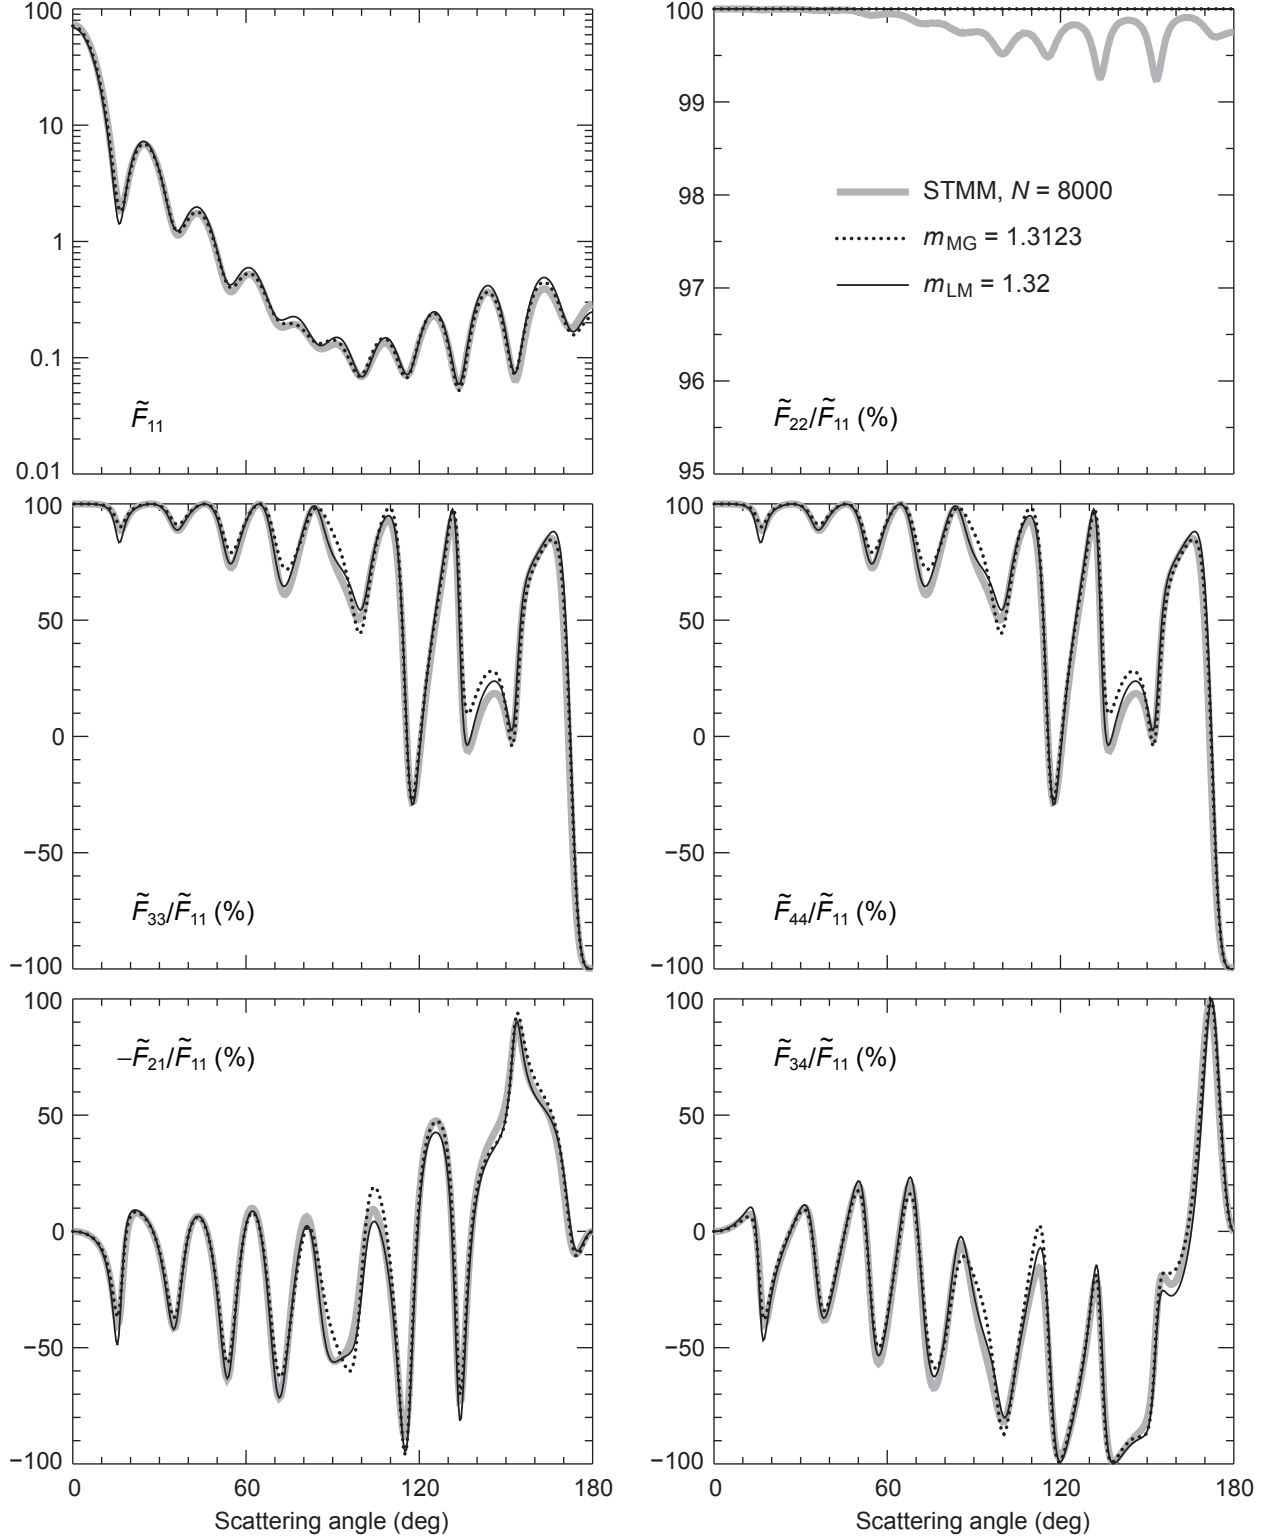 100
10
1
0.1
0.01
F̃₁₁
100
99
98
97
96
95
STMM, N = 8000
m_MG = 1.3123
m_LM = 1.32
F̃₂₂/F̃₁₁ (%)
100
50
0
−50
−100
F̃₃₃/F̃₁₁ (%)
100
50
0
−50
−100
F̃₄₄/F̃₁₁ (%)
100
50
0
−50
−100
−F̃₂₁/F̃₁₁ (%)
0 60 120 180
Scattering angle (deg)
100
50
0
−50
−100
F̃₃₄/F̃₁₁ (%)
0 60 120 180
Scattering angle (deg)